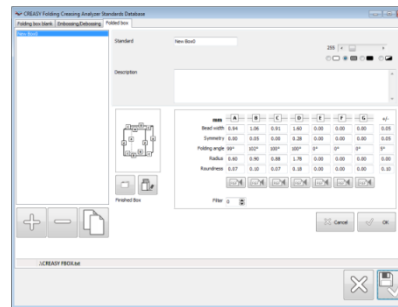 CREASY Folding Creasing Analyzer Standards Database
Folding box blank Embossing/Debossing Folded box
New Box0
Standard New Box0
255
Description
mm A B C D E F G +/-
Bead width 0.94 1.06 0.91 1.60 0.00 0.00 0.00 0.05
Symmetry 0.00 0.03 0.00 0.28 0.00 0.00 0.00 0.05
Folding angle 99° 102° 100° 100° 0° 0° 0° 9°
Radius 0.60 0.90 0.88 1.78 0.00 0.00 0.00
Roundness 0.57 0.10 0.07 0.18 0.00 0.00 0.00 0.10
Finished Box
Filter 0
Cancel OK
.\CREASY FBOX.txt